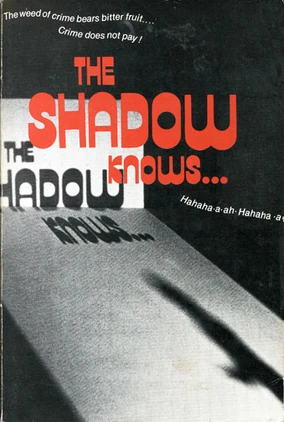 The weed of crime bears bitter fruit....
Crime does not pay!
THE
SHADOW
KNOWS...
THE
HADOW
KNOWS...
Hahaha·a·ah· Hahaha·a